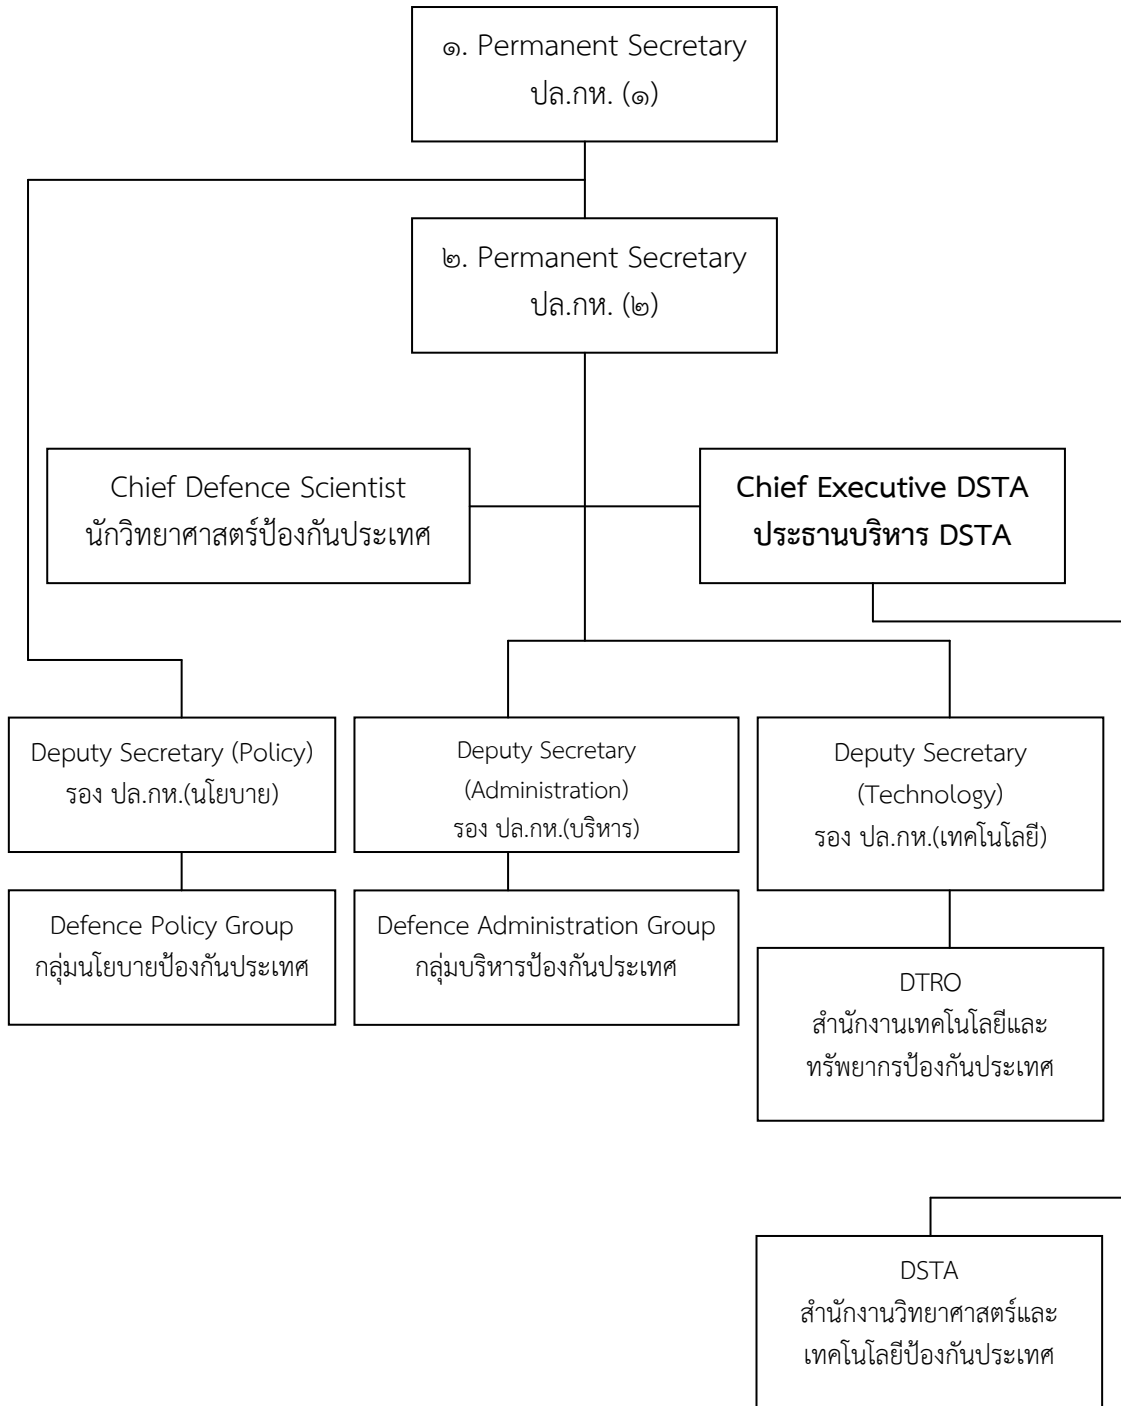 ๑. Permanent Secretary
ปล.กห. (๑)
๒. Permanent Secretary
ปล.กห. (๒)
Chief Defence Scientist
นักวิทยาศาสตร์ป้องกันประเทศ
Chief Executive DSTA
ประธานบริหาร DSTA
Deputy Secretary (Policy)
รอง ปล.กห.(นโยบาย)
Deputy Secretary
(Administration)
รอง ปล.กห.(บริหาร)
Deputy Secretary
(Technology)
รอง ปล.กห.(เทคโนโลยี)
Defence Policy Group
กลุ่มนโยบายป้องกันประเทศ
Defence Administration Group
กลุ่มบริหารป้องกันประเทศ
DTRO
สำนักงานเทคโนโลยีและ
ทรัพยากรป้องกันประเทศ
DSTA
สำนักงานวิทยาศาสตร์และ
เทคโนโลยีป้องกันประเทศ